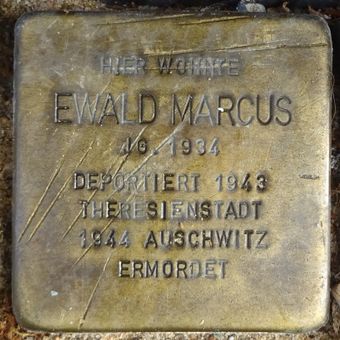 HIER WOHNTE
EWALD MARCUS
JG. 1934
DEPORTIERT 1943
THERESIENSTADT
1944 AUSCHWITZ
ERMORDET